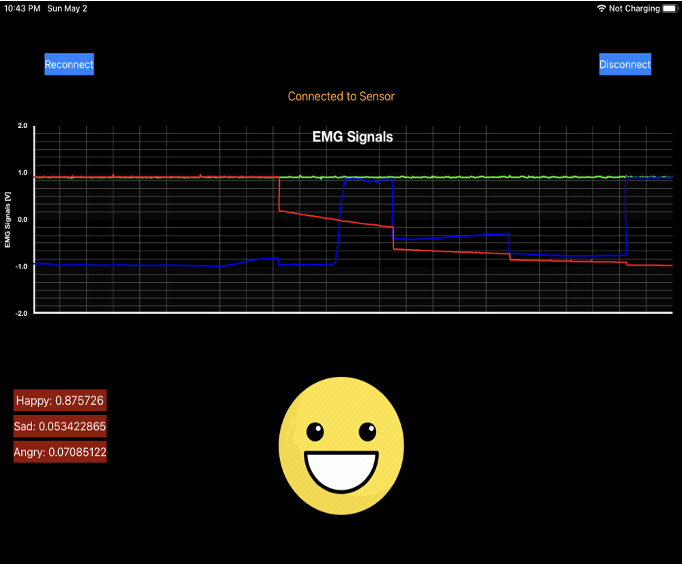 10:43 PM Sun May 2
Not Charging
Reconnect
Disconnect
Connected to Sensor
EMG Signals
2.0
1.0
0.0
-1.0
-2.0
EMG Signals [V]
Happy: 0.875726
Sad: 0.053422865
Angry: 0.07085122